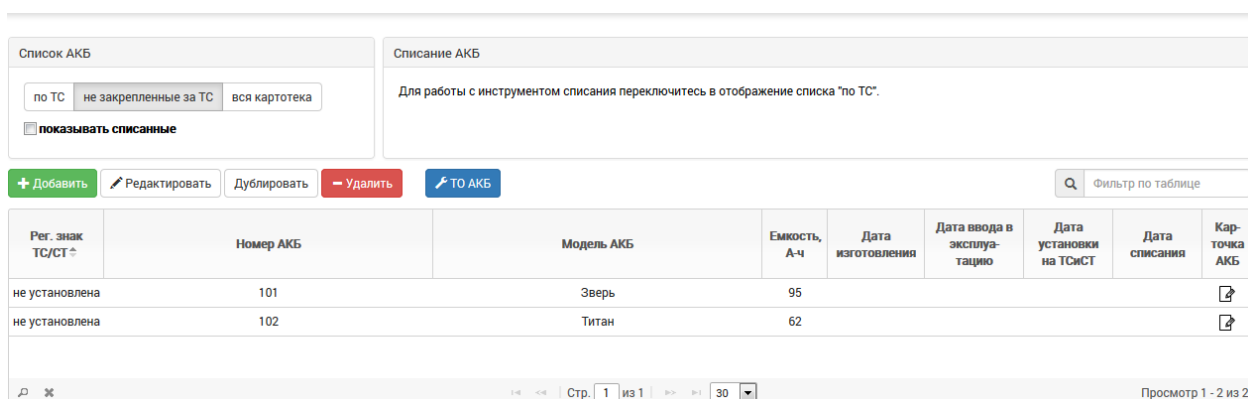 Список АКБ
Списание АКБ
по ТС не закрепленные за ТС вся картотека
Для работы с инструментом списания переключитесь в отображение списка "по ТС".
показывать списанные
Добавить Редактировать Дублировать Удалить ТО АКБ Фильтр по таблице
Рег. знак ТС/СТ Номер АКБ Модель АКБ Емкость, А-ч Дата изготовления Дата ввода в эксплуа-тацию Дата установки на ТСиСТ Дата списания Кар-точка АКБ
не установлена 101 Зверь 95
не установлена 102 Титан 62
Стр. 1 из 1 30 Просмотр 1 - 2 из 2